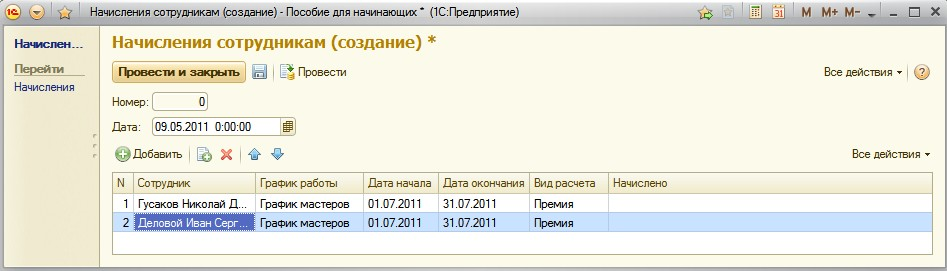 Начисления сотрудникам (создание) - Пособие для начинающих * (1С:Предприятие)
M M+ M-
Начислен...
Перейти
Начисления
Начисления сотрудникам (создание) *
Провести и закрыть Провести Все действия
Номер: 0
Дата: 09.05.2011 0:00:00
Добавить Все действия
N Сотрудник График работы Дата начала Дата окончания Вид расчета Начислено
1 Гусаков Николай Д... График мастеров 01.07.2011 31.07.2011 Премия
2 Деловой Иван Серг... График мастеров 01.07.2011 31.07.2011 Премия